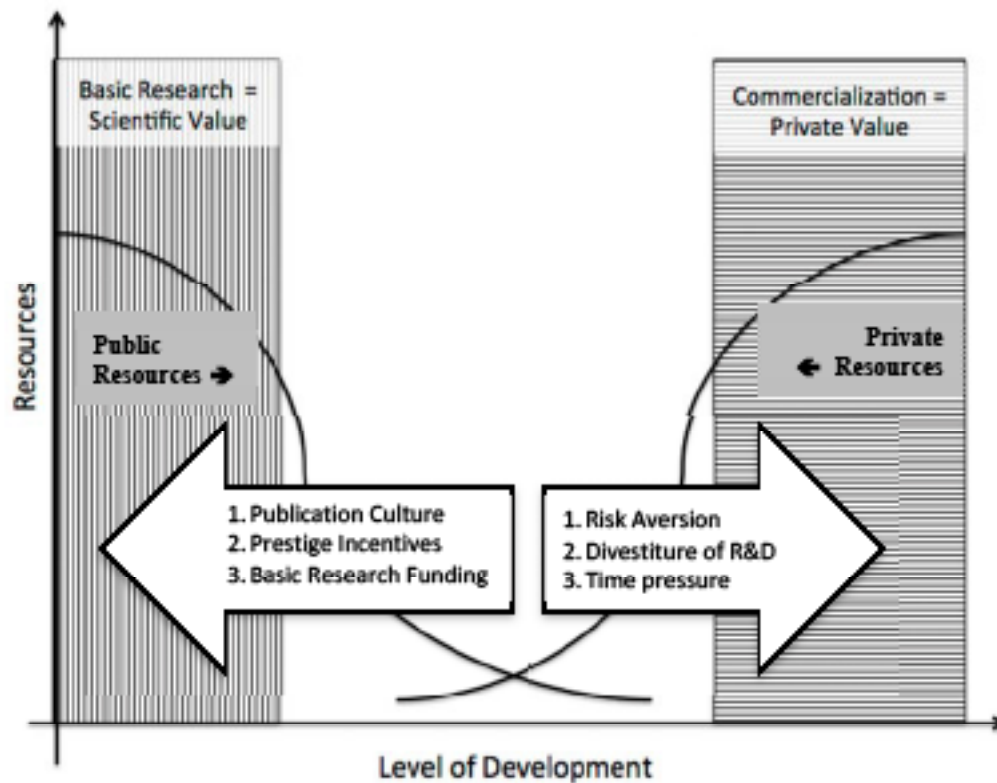 Basic Research =
Scientific Value
Commercialization =
Private Value
Resources
Public
Resources →
Private
← Resources
1. Publication Culture
2. Prestige Incentives
3. Basic Research Funding
1. Risk Aversion
2. Divestiture of R&D
3. Time pressure
Level of Development